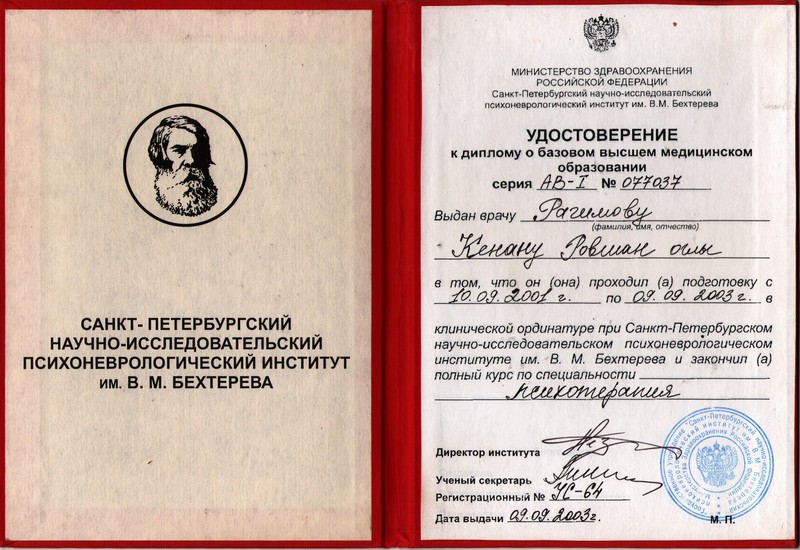 САНКТ- ПЕТЕРБУРГСКИЙ
НАУЧНО-ИССЛЕДОВАТЕЛЬСКИЙ
ПСИХОНЕВРОЛОГИЧЕСКИЙ ИНСТИТУТ
ИМ. В. М. БЕХТЕРЕВА
МИНИСТЕРСТВО ЗДРАВООХРАНЕНИЯ
РОССИЙСКОЙ ФЕДЕРАЦИИ
Санкт-Петербургский научно-исследовательский
психоневрологический институт им. В.М. Бехтерева
УДОСТОВЕРЕНИЕ
к диплому о базовом высшем медицинском
образовании
серия АВ-I № 077037
Выдан врачу Рагимову
(фамилия, имя, отчество)
Кенану Ровшан оглы
в том, что он (она) проходил (а) подготовку с
10.09.2001 г. по 09.09.2003 г. в
клинической ординатуре при Санкт-Петербургском
научно-исследовательском психоневрологическом
институте им. В. М. Бехтерева и закончил (а)
полный курс по специальности
психотерапия
Директор института
Ученый секретарь
Регистрационный № УС-64
Дата выдачи 09.09.2003г.
М. П.